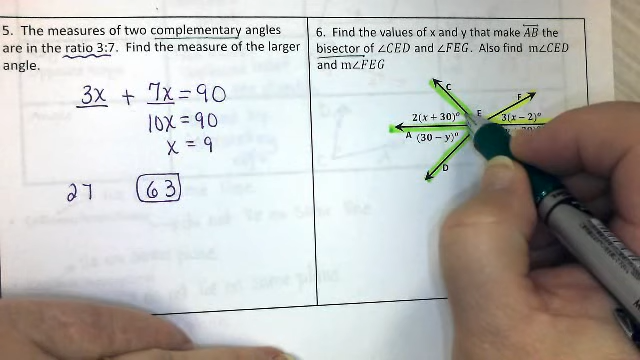 5. The measures of two complementary angles
are in the ratio 3:7. Find the measure of the larger
angle.
3x + 7x = 90
10x = 90
x = 9
27 63
6. Find the values of x and y that make AB the
bisector of ∠CED and ∠FEG. Also find m∠CED
and m∠FEG
C
F
2(x + 30)° E 3(x − 2)°
A (30 − y)°
D